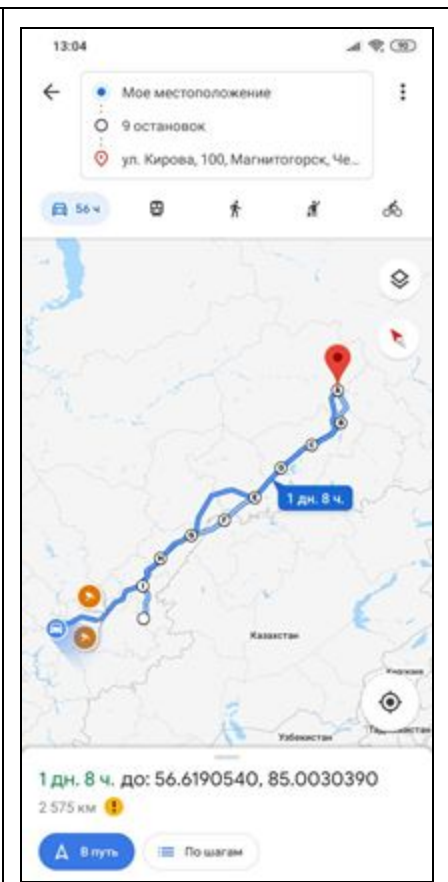 13:04
90
Мое местоположение
9 остановок
ул. Кирова, 100, Магнитогорск, Че...
56 ч
1 дн. 8 ч.
Казахстан
Узбекистан
1 дн. 8 ч. до: 56.6190540, 85.0030390
2 575 км
В путь
По шагам